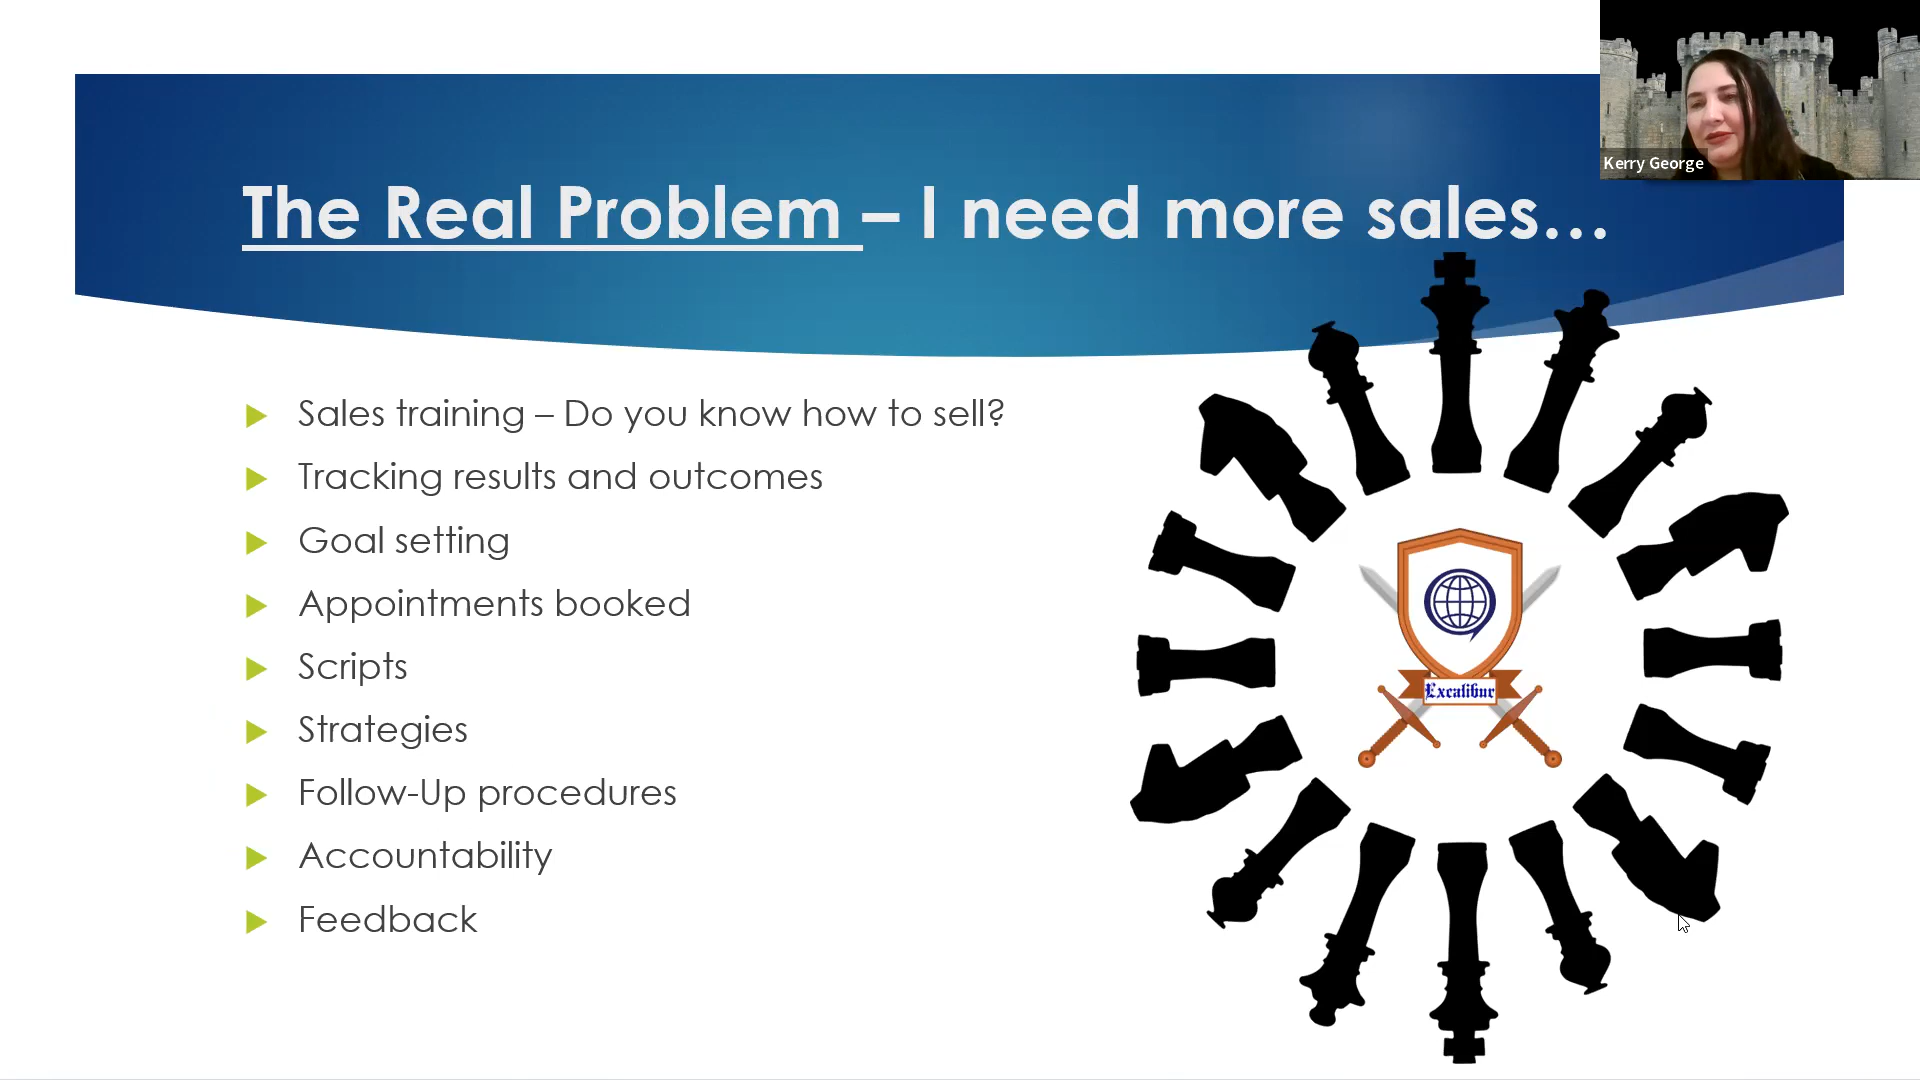 Kerry George
The Real Problem – I need more sales…
Sales training – Do you know how to sell?
Tracking results and outcomes
Goal setting
Appointments booked
Scripts
Strategies
Follow-Up procedures
Accountability
Feedback
Excalibur